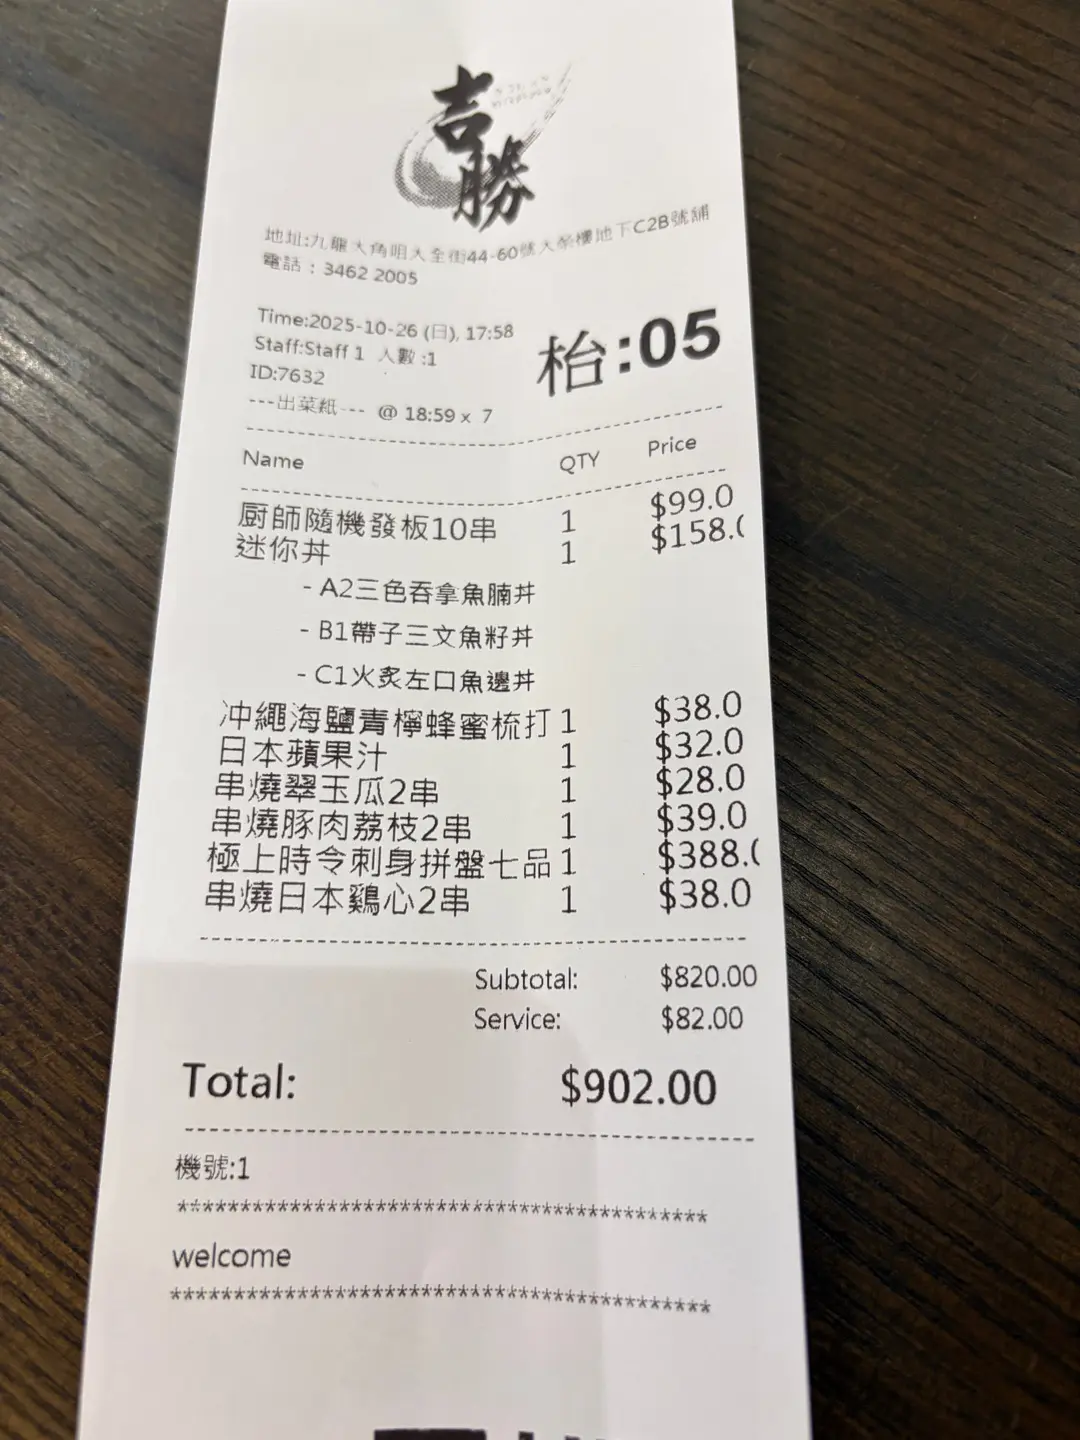 吉勝
地址:九龍大角咀大全街44-60號大榮樓地下C2B號舖
電話：3462 2005
Time:2025-10-26 (日), 17:58
枱:05
Staff:Staff 1 人數 :1
ID:7632
---出菜紙--- @ 18:59 x 7
Name QTY Price
厨師隨機發板10串 1 $99.0
迷你丼 1 $158.(
- A2三色吞拿魚腩丼
- B1帶子三文魚籽丼
- C1火炙左口魚邊丼
冲繩海鹽青檸蜂蜜梳打 1 $38.0
日本蘋果汁 1 $32.0
串燒翠玉瓜2串 1 $28.0
串燒豚肉荔枝2串 1 $39.0
極上時令刺身拼盤七品 1 $388.(
串燒日本鷄心2串 1 $38.0
Subtotal: $820.00
Service: $82.00
Total: $902.00
機號:1
welcome